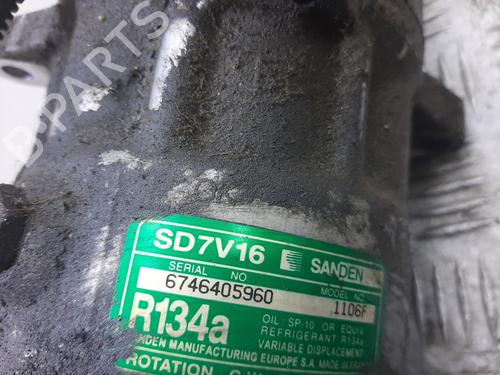 B-PARTS
SD7V16 SANDEN
SERIAL NO MODEL NO.
6746405960 1106F
R134a
OIL SP-10 OR EQUIV
REFRIGERANT R134a
VARIABLE DISPLACEMENT
SANDEN MANUFACTURING EUROPE S.A. MADE IN
ROTATION